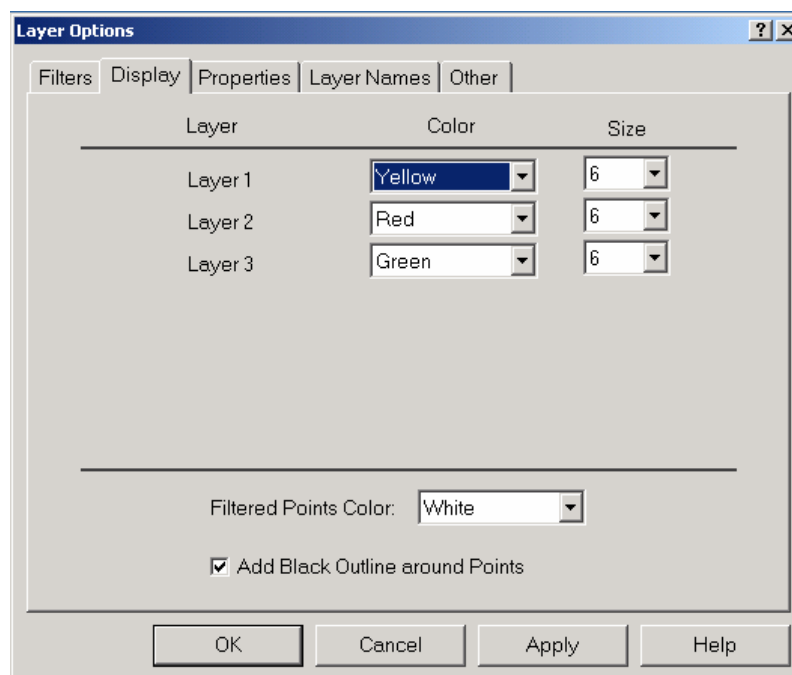 Layer Options
Filters Display Properties Layer Names Other
Layer Color Size
Layer 1 Yellow 6
Layer 2 Red 6
Layer 3 Green 6
Filtered Points Color: White
Add Black Outline around Points
OK Cancel Apply Help